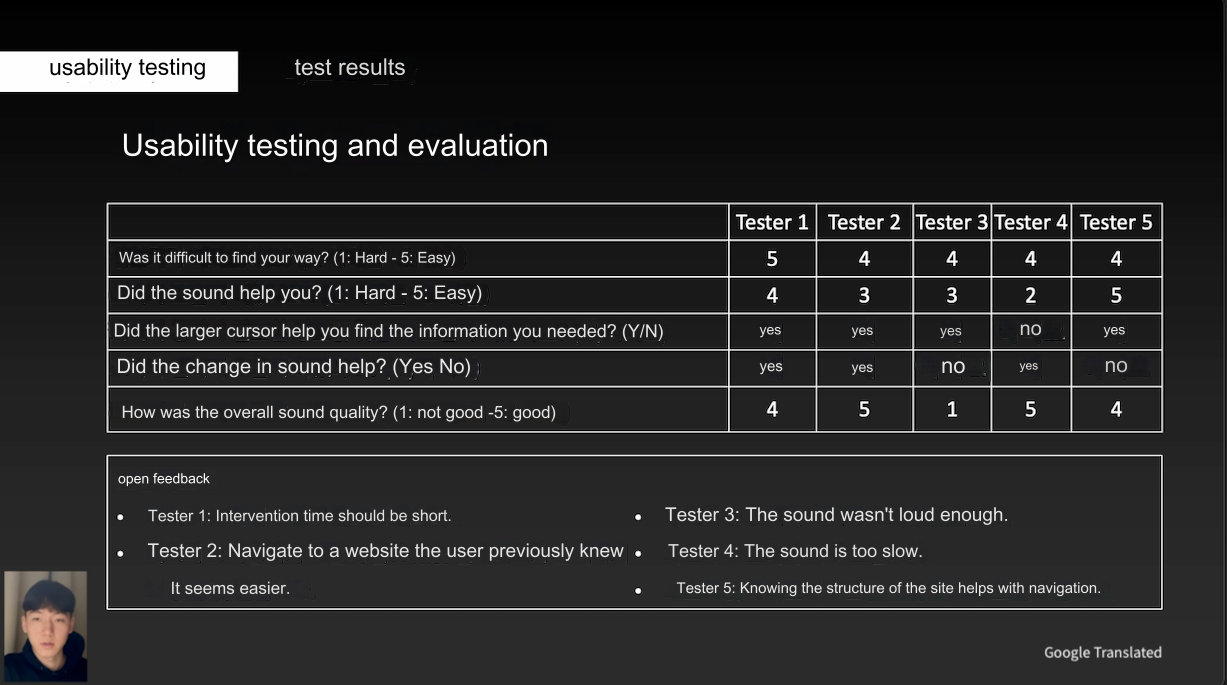 usability testing
test results
Usability testing and evaluation
Tester 1 Tester 2 Tester 3 Tester 4 Tester 5
Was it difficult to find your way? (1: Hard - 5: Easy) 5 4 4 4 4
Did the sound help you? (1: Hard - 5: Easy) 4 3 3 2 5
Did the larger cursor help you find the information you needed? (Y/N) yes yes yes no yes
Did the change in sound help? (Yes No) yes yes no yes no
How was the overall sound quality? (1: not good -5: good) 4 5 1 5 4
open feedback
• Tester 1: Intervention time should be short.
• Tester 2: Navigate to a website the user previously knew
It seems easier.
• Tester 3: The sound wasn't loud enough.
• Tester 4: The sound is too slow.
• Tester 5: Knowing the structure of the site helps with navigation.
Google Translated